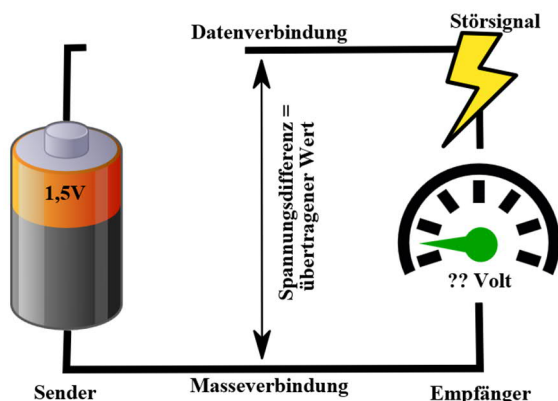 Störsignal
Datenverbindung
1,5V
Spannungsdifferenz =
übertragener Wert
?? Volt
Sender
Masseverbindung
Empfänger